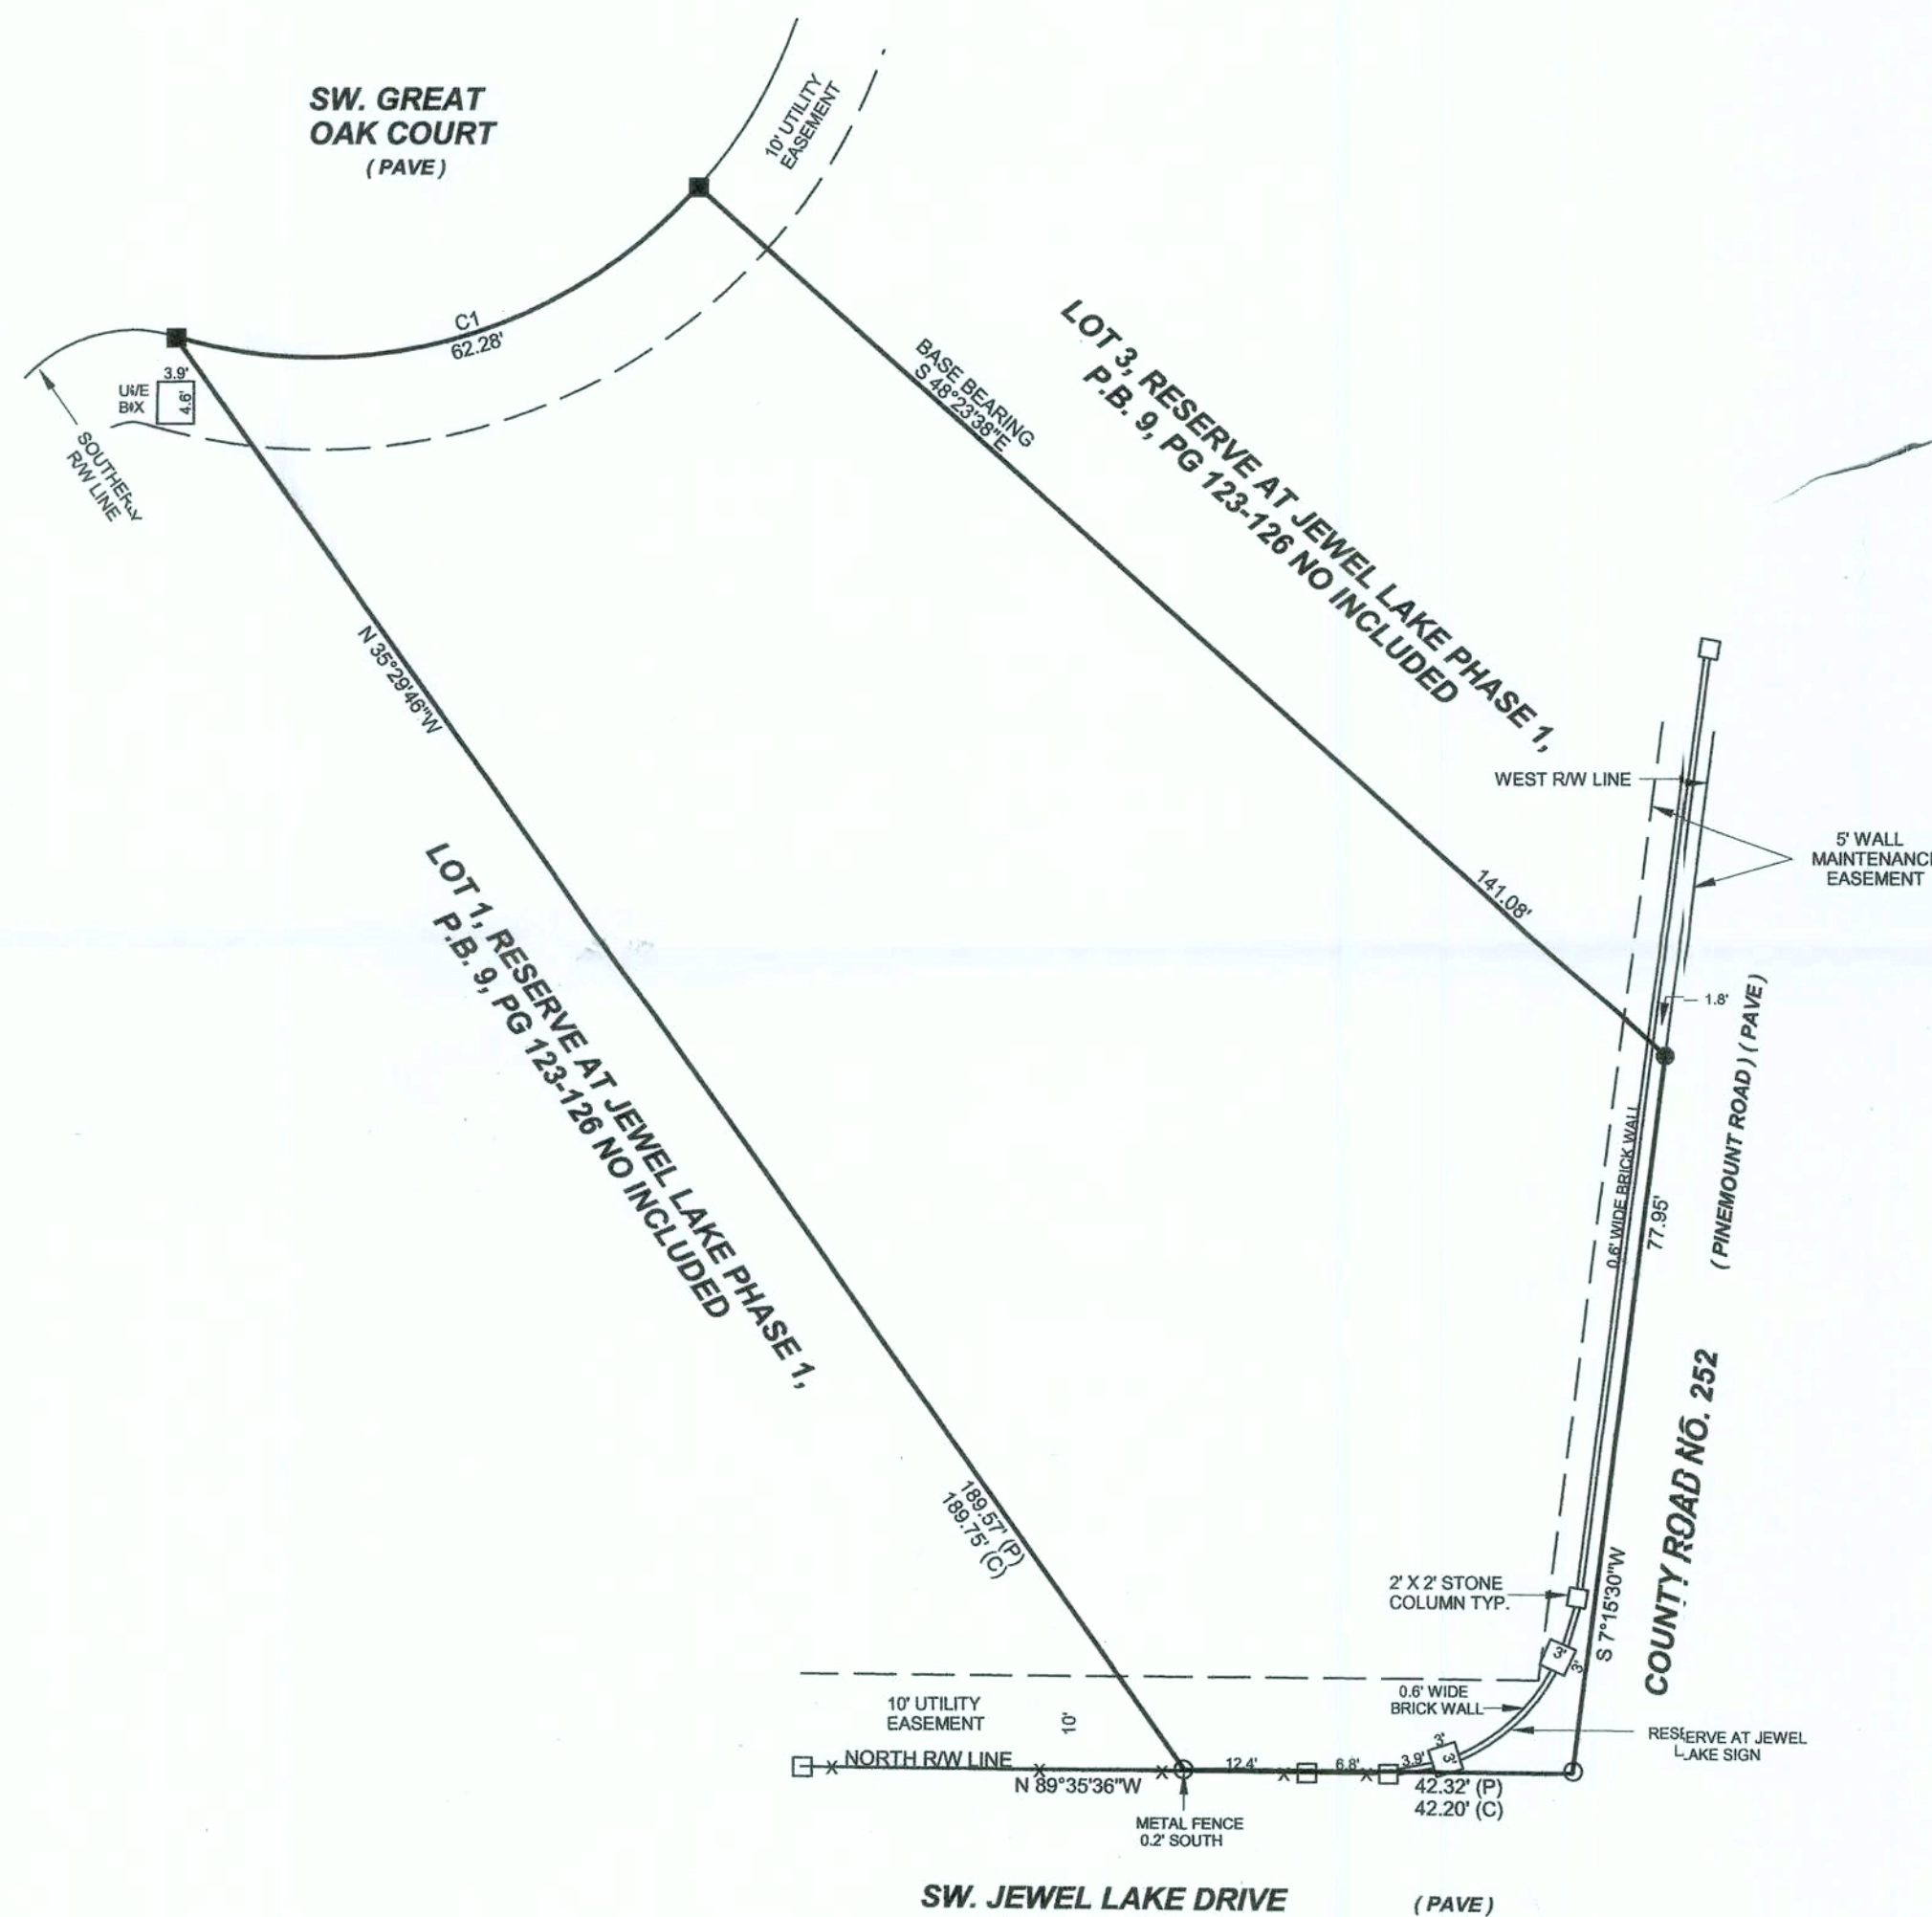 SW. GREAT
OAK COURT
( PAVE )
10' UTILITY
EASEMENT
C1
62.28'
3.9'
4.6'
BOX
R/W LINE
BASE BEARING
S 48°23'38"E
LOT 3, RESERVE AT JEWEL LAKE PHASE 1,
P.B. 9, PG 123-126 NO INCLUDED
N 35°29'46"W
WEST R/W LINE
5' WALL
MAINTENANCE
EASEMENT
141.08'
1.8'
LOT 1, RESERVE AT JEWEL LAKE PHASE 1,
P.B. 9, PG 123-126 NO INCLUDED
0.6' WIDE BRICK WALL
77.95'
( PINEMOUNT ROAD ) ( PAVE )
COUNTY ROAD NO. 252
189.57' (P)
189.75' (C)
2' X 2' STONE
COLUMN TYP.
S 7°15'30"W
3'
3'
0.6' WIDE
BRICK WALL
RESERVE AT JEWEL
LAKE SIGN
10' UTILITY
EASEMENT
10'
NORTH R/W LINE
N 89°35'36"W
12.4'
6.8'
3.9'
3'
3'
42.32' (P)
42.20' (C)
METAL FENCE
0.2' SOUTH
SW. JEWEL LAKE DRIVE
( PAVE )